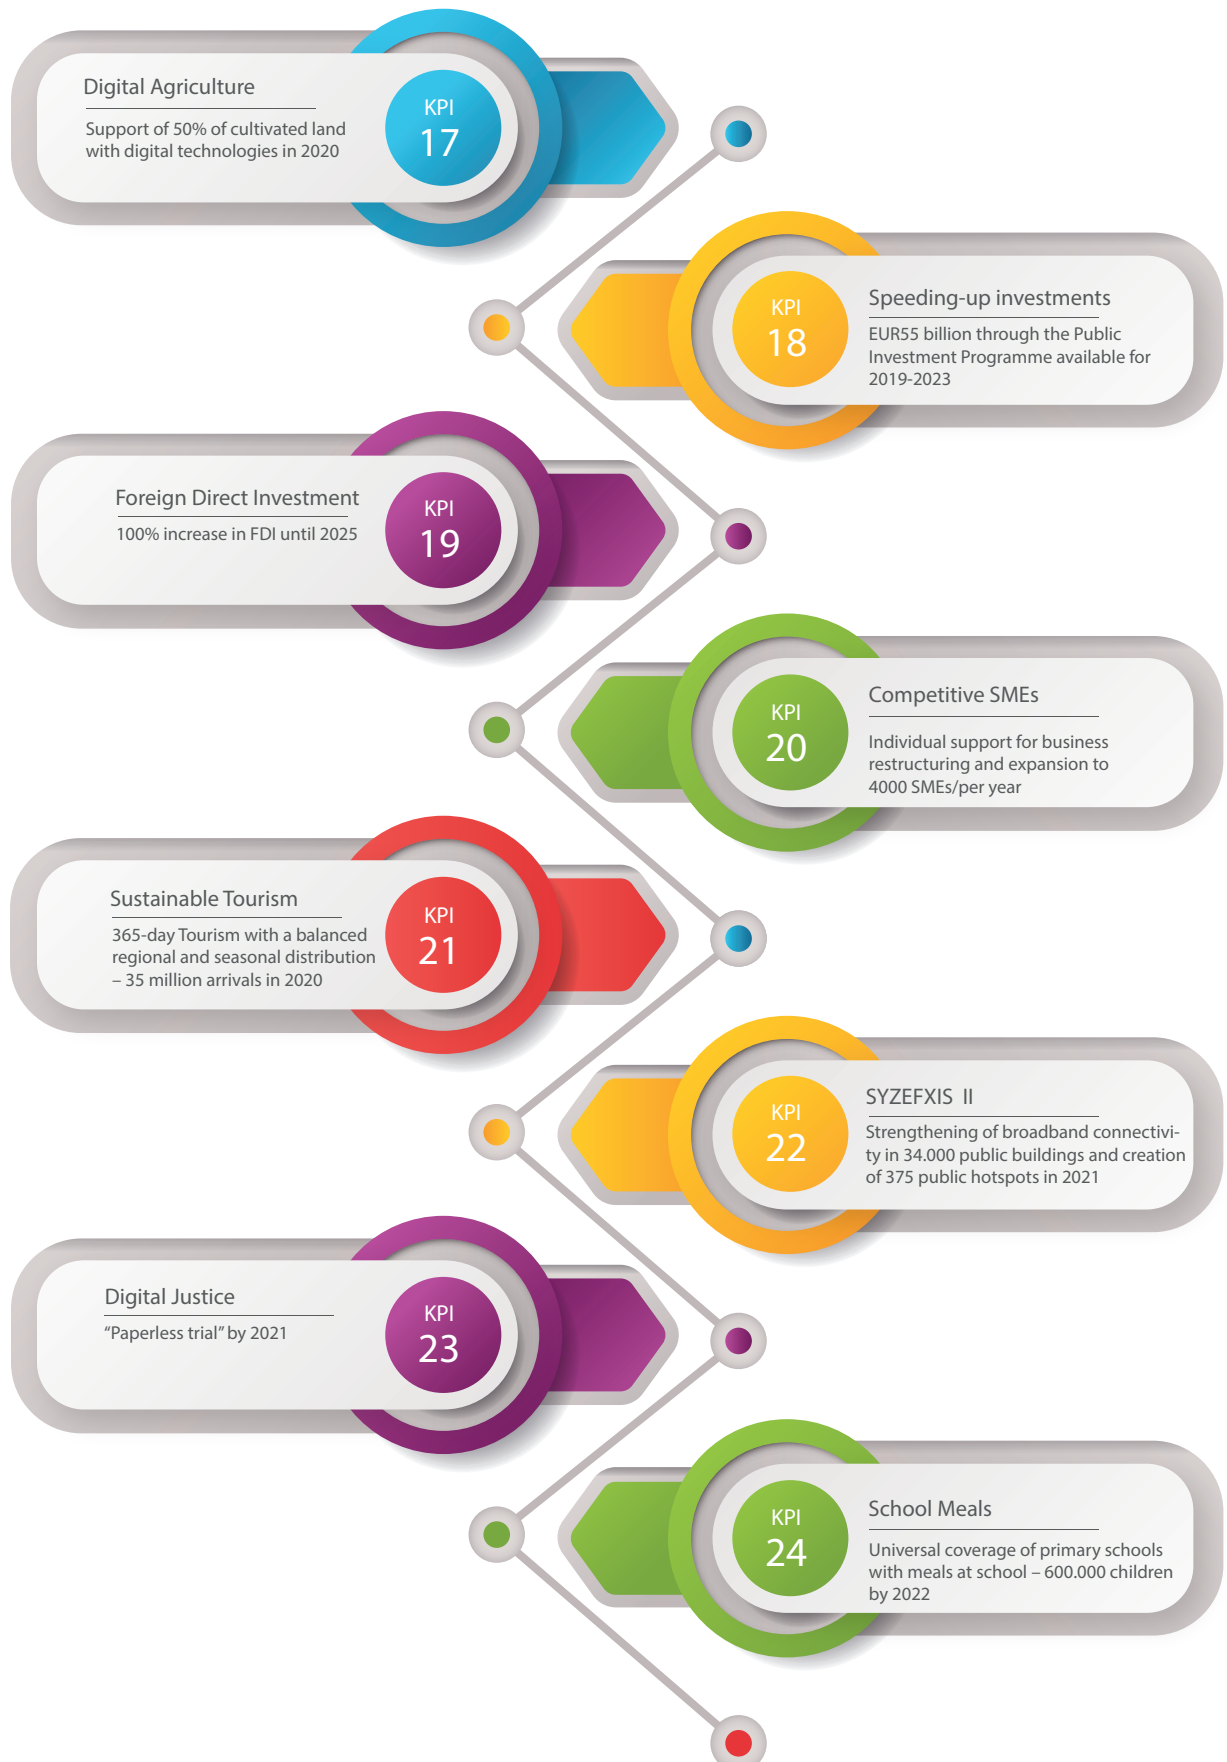 Digital Agriculture
Support of 50% of cultivated land
with digital technologies in 2020
KPI
17
KPI
18
Speeding-up investments
EUR55 billion through the Public
Investment Programme available for
2019-2023
Foreign Direct Investment
100% increase in FDI until 2025
KPI
19
KPI
20
Competitive SMEs
Individual support for business
restructuring and expansion to
4000 SMEs/per year
Sustainable Tourism
365-day Tourism with a balanced
regional and seasonal distribution
– 35 million arrivals in 2020
KPI
21
KPI
22
SYZEFXIS II
Strengthening of broadband connectivi-
ty in 34.000 public buildings and creation
of 375 public hotspots in 2021
Digital Justice
“Paperless trial” by 2021
KPI
23
KPI
24
School Meals
Universal coverage of primary schools
with meals at school – 600.000 children
by 2022